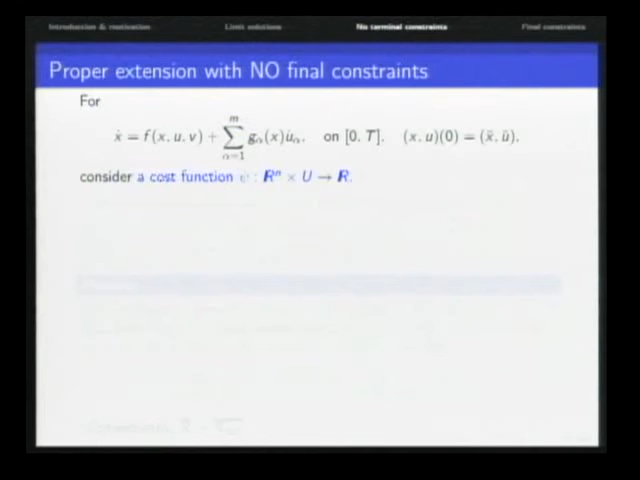 Introduction & motivation Limit solutions No terminal constraints Final constraints
Proper extension with NO final constraints
For
ẋ = f(x, u, v) + ∑_{α=1}^{m} g_α(x)u̇_α, on [0, T], (x, u)(0) = (x̄, ū),
consider a cost function ψ : ℝⁿ × U → ℝ.